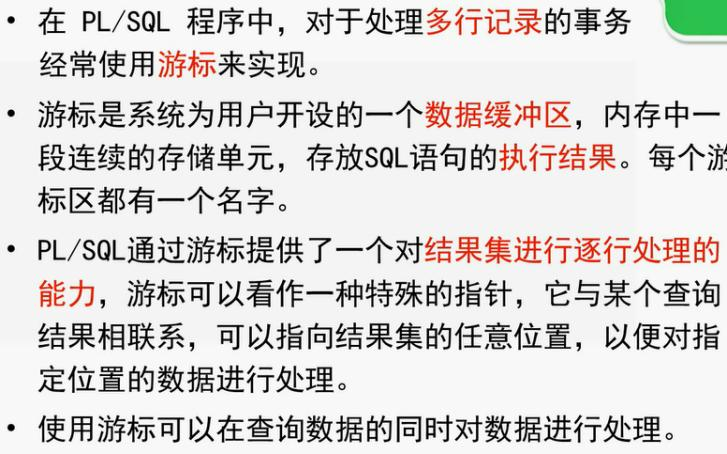 • 在 PL/SQL 程序中，对于处理多行记录的事务
经常使用游标来实现。
• 游标是系统为用户开设的一个数据缓冲区，内存中一
段连续的存储单元，存放SQL语句的执行结果。每个游
标区都有一个名字。
• PL/SQL通过游标提供了一个对结果集进行逐行处理的
能力，游标可以看作一种特殊的指针，它与某个查询
结果相联系，可以指向结果集的任意位置，以便对指
定位置的数据进行处理。
• 使用游标可以在查询数据的同时对数据进行处理。